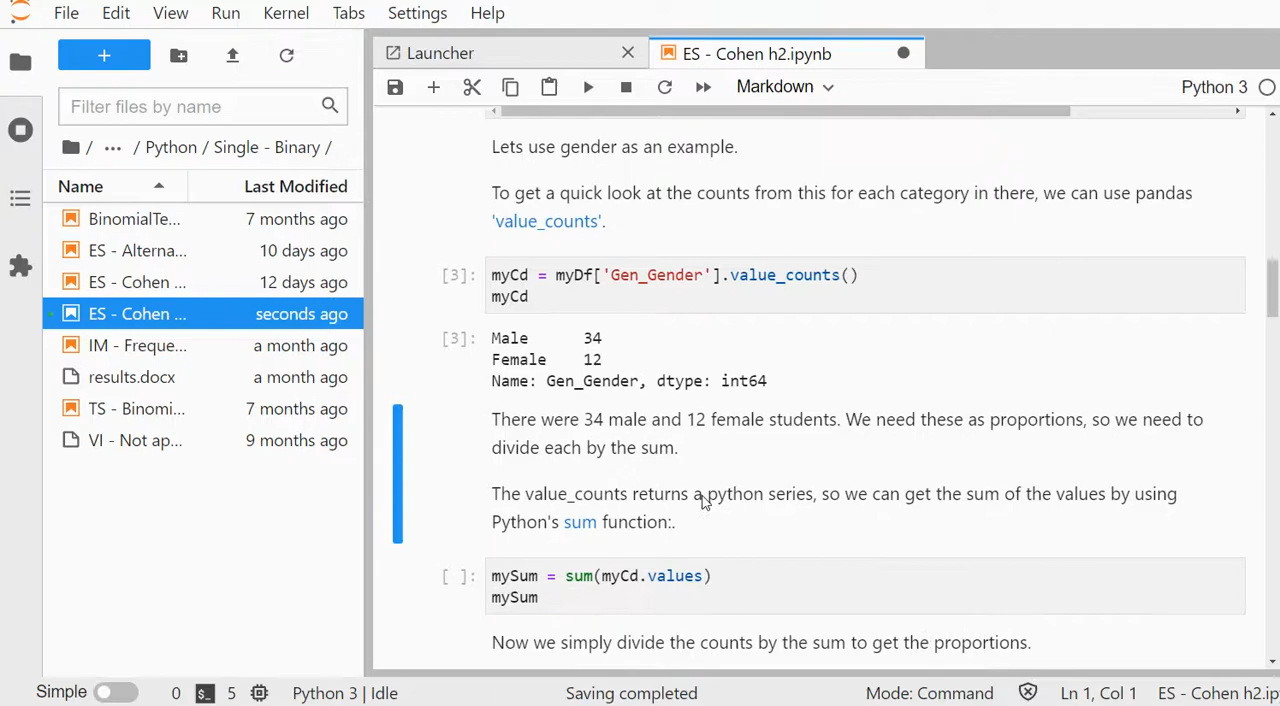 File Edit View Run Kernel Tabs Settings Help
+
Filter files by name
/ ... / Python / Single - Binary /
Name Last Modified
BinomialTe... 7 months ago
ES - Alterna... 10 days ago
ES - Cohen ... 12 days ago
ES - Cohen ... seconds ago
IM - Freque... a month ago
results.docx a month ago
TS - Binomi... 7 months ago
VI - Not ap... 9 months ago
Launcher
ES - Cohen h2.ipynb
Markdown
Python 3
Lets use gender as an example.
To get a quick look at the counts from this for each category in there, we can use pandas
'value_counts'.
[3]: myCd = myDf['Gen_Gender'].value_counts()
myCd
[3]: Male 34
Female 12
Name: Gen_Gender, dtype: int64
There were 34 male and 12 female students. We need these as proportions, so we need to
divide each by the sum.
The value_counts returns a python series, so we can get the sum of the values by using
Python's sum function:.
[ ]: mySum = sum(myCd.values)
mySum
Now we simply divide the counts by the sum to get the proportions.
Simple 0 5 Python 3 | Idle Saving completed Mode: Command Ln 1, Col 1 ES - Cohen h2.ip